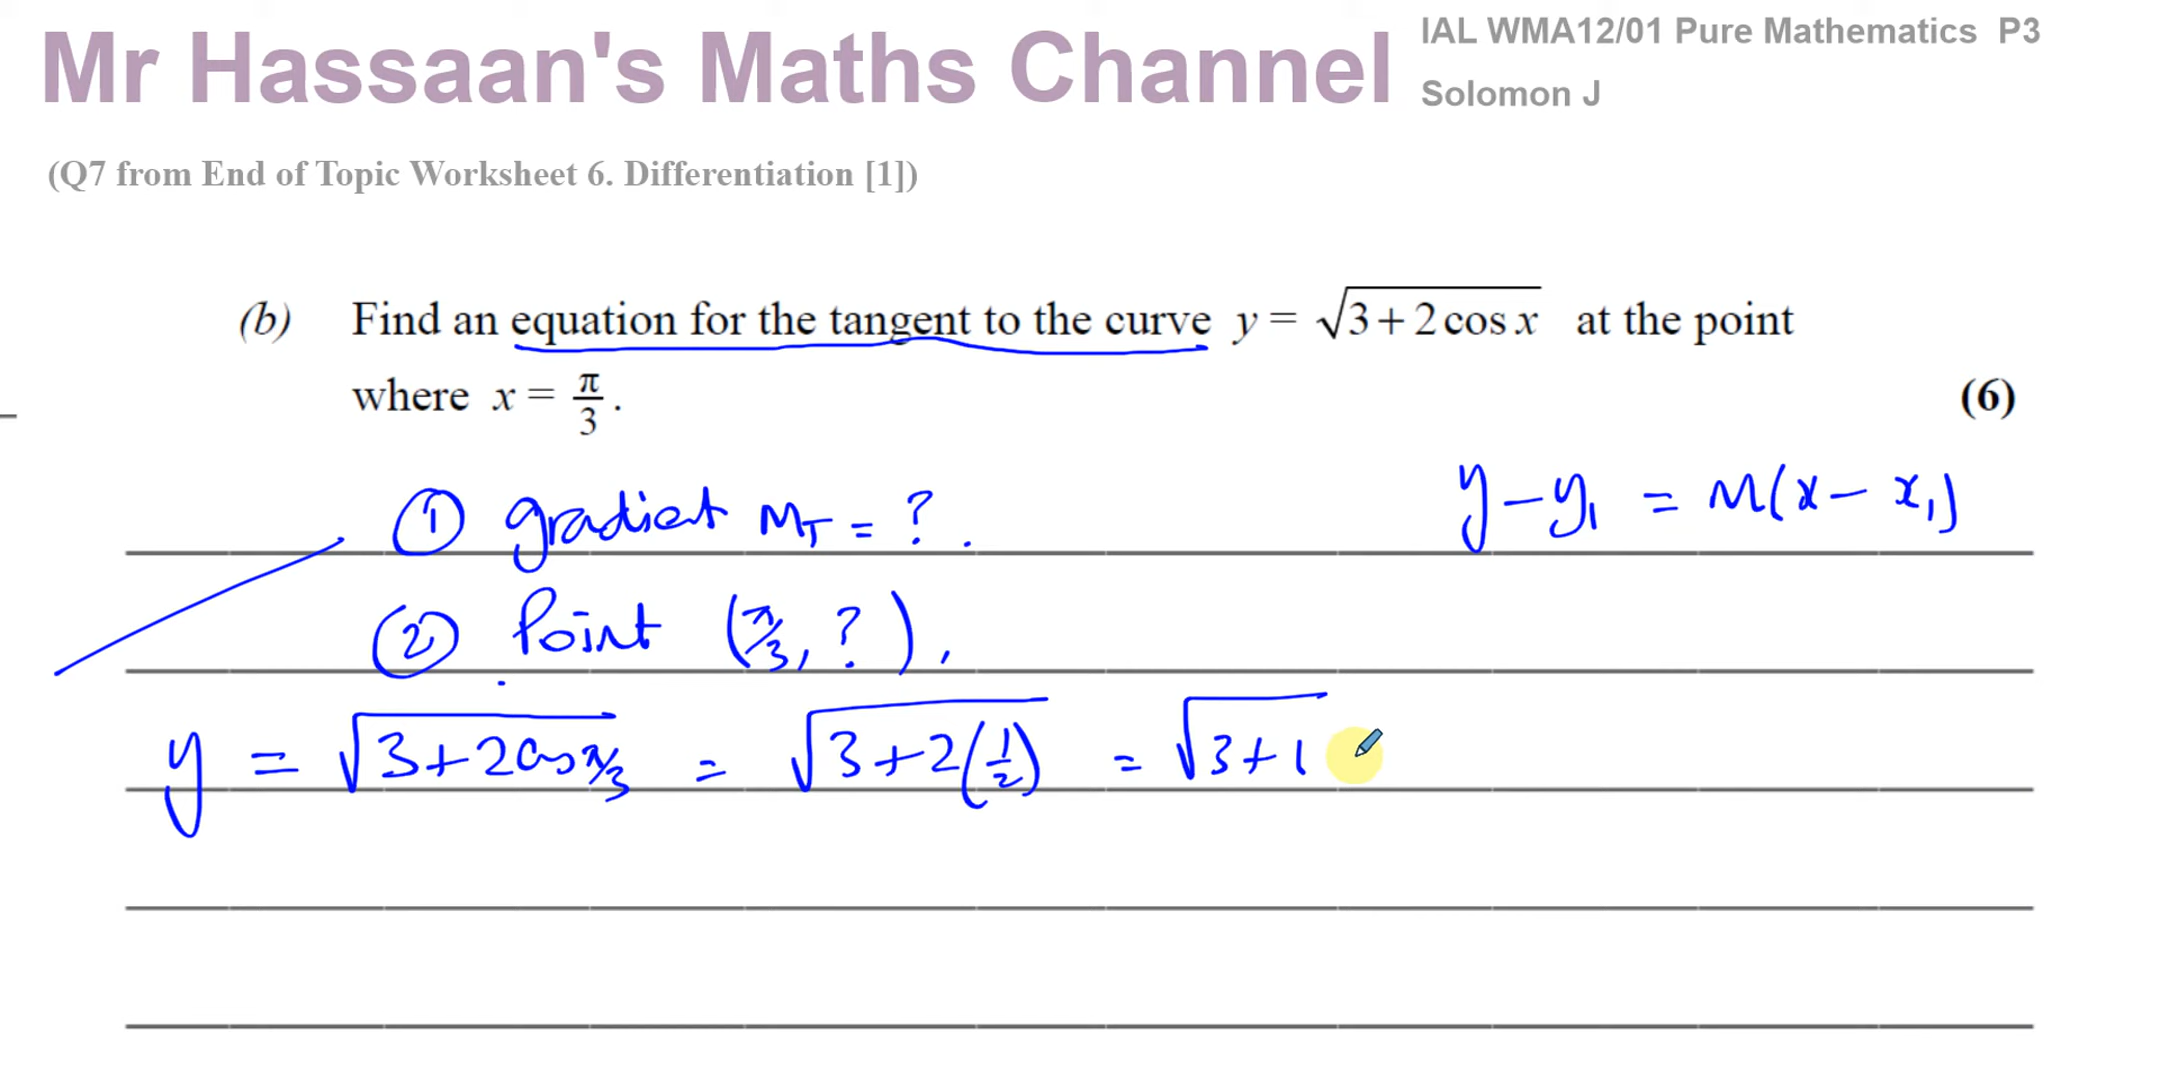 Mr Hassaan's Maths Channel
IAL WMA12/01 Pure Mathematics P3
Solomon J
(Q7 from End of Topic Worksheet 6. Differentiation [1])
(b) Find an equation for the tangent to the curve y = √(3 + 2 cos x) at the point
where x = π/3. (6)
① gradient M_T = ? .
y - y₁ = M(x - x₁)
② Point (π/3, ?),
y = √(3+2cos π/3) = √(3+2(1/2)) = √(3+1)